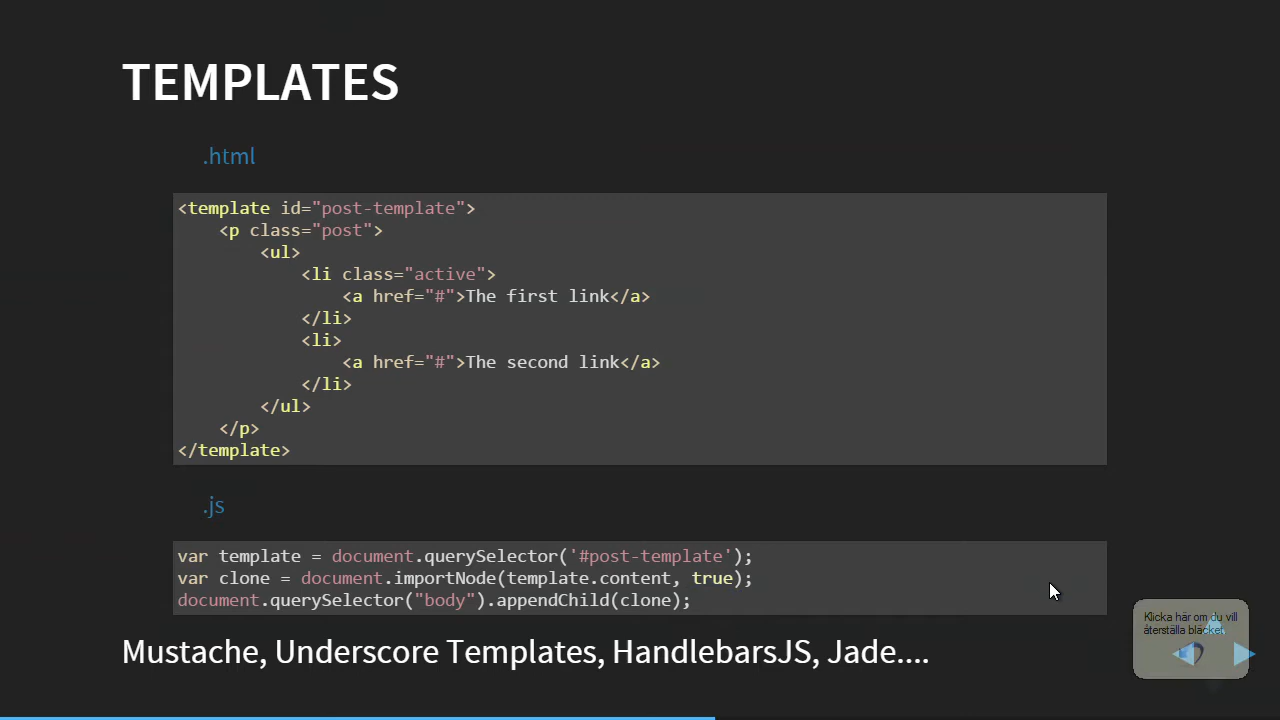 TEMPLATES
.html
<template id="post-template">
    <p class="post">
        <ul>
            <li class="active">
                <a href="#">The first link</a>
            </li>
            <li>
                <a href="#">The second link</a>
            </li>
        </ul>
    </p>
</template>
.js
var template = document.querySelector('#post-template');
var clone = document.importNode(template.content, true);
document.querySelector("body").appendChild(clone);
Mustache, Underscore Templates, HandlebarsJS, Jade....
Klicka här om du vill
återställa bläcket